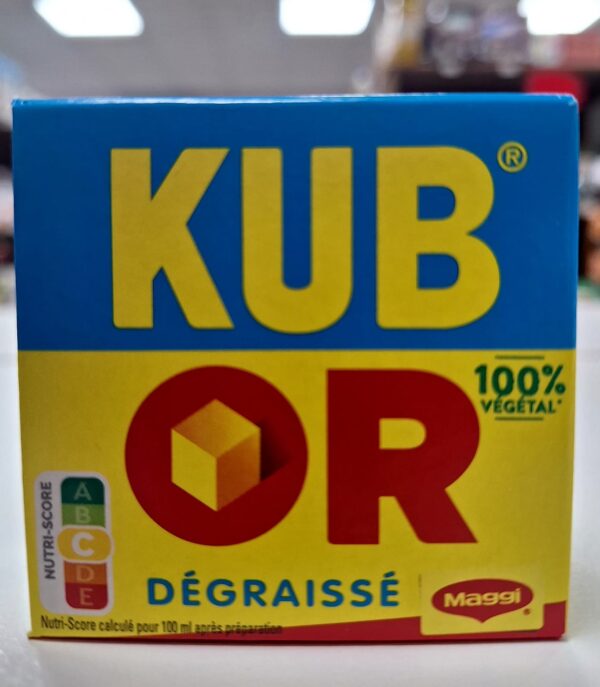 KUB®
OR
100%
VÉGÉTAL*
NUTRI-SCORE
A
B
C
D
E
DÉGRAISSÉ
Maggi®
Nutri-Score calculé pour 100 ml après préparation